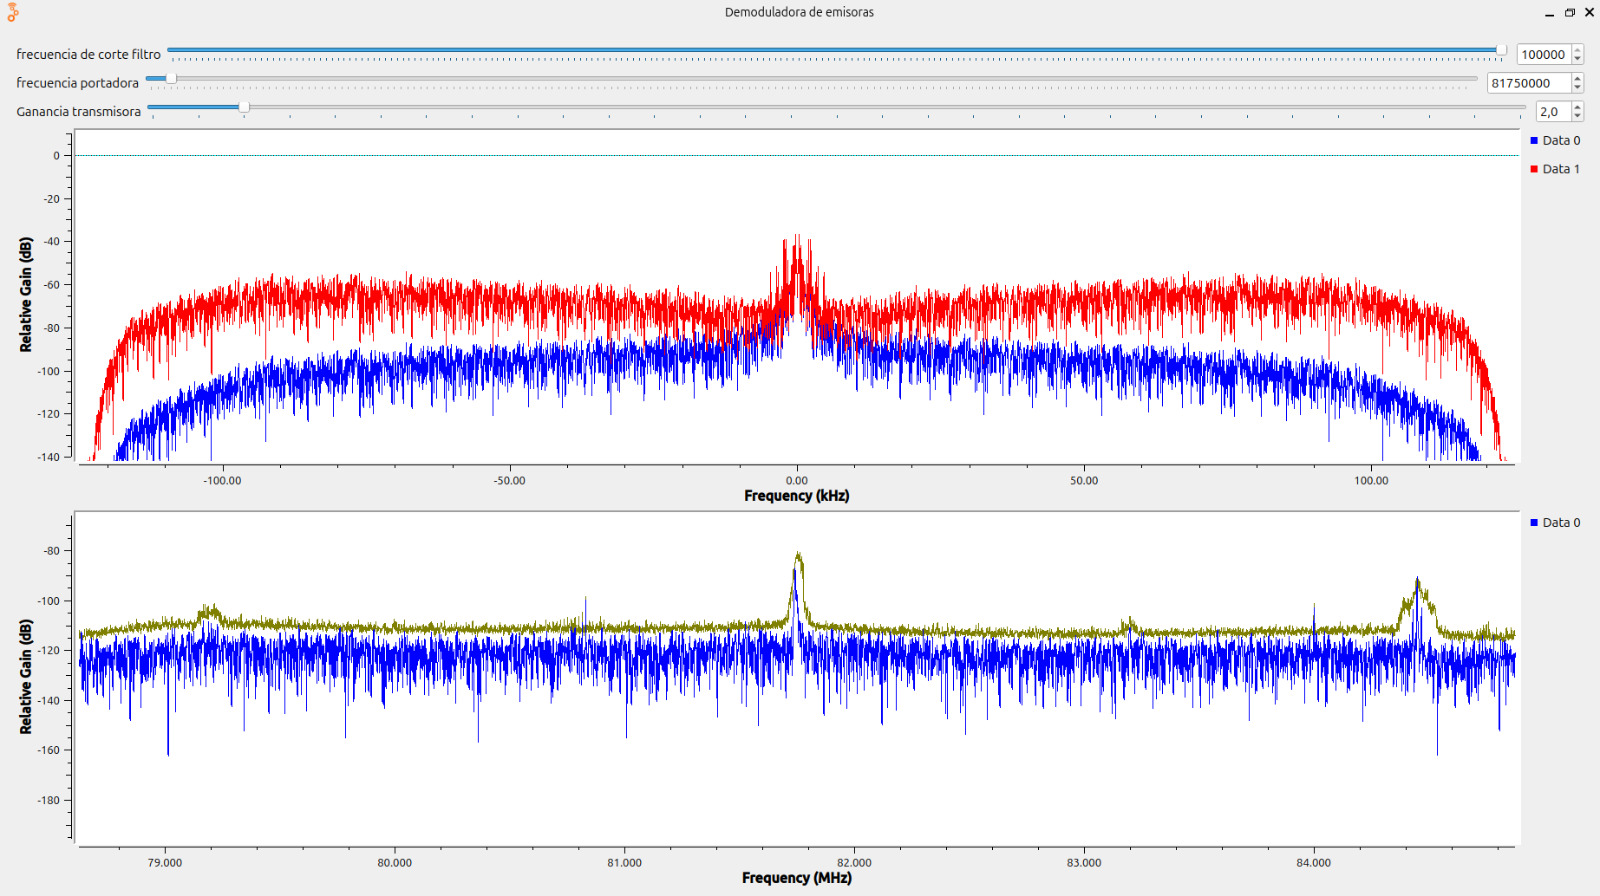 Demoduladora de emisoras
frecuencia de corte filtro 100000
frecuencia portadora 81750000
Ganancia transmisora 2,0
Data 0
Data 1
Relative Gain (dB)
0
-20
-40
-60
-80
-100
-120
-140
-100.00 -50.00 0.00 50.00 100.00
Frequency (kHz)
Data 0
Relative Gain (dB)
-80
-100
-120
-140
-160
-180
79.000 80.000 81.000 82.000 83.000 84.000
Frequency (MHz)